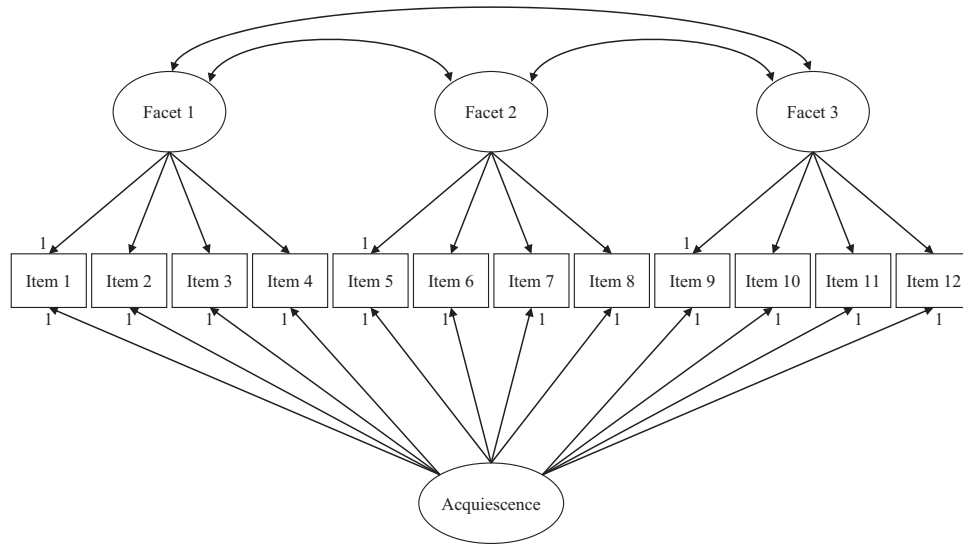 Facet 1 Facet 2 Facet 3
1 1 1
Item 1 Item 2 Item 3 Item 4 Item 5 Item 6 Item 7 Item 8 Item 9 Item 10 Item 11 Item 12
1 1 1 1 1 1 1 1 1 1 1 1
Acquiescence